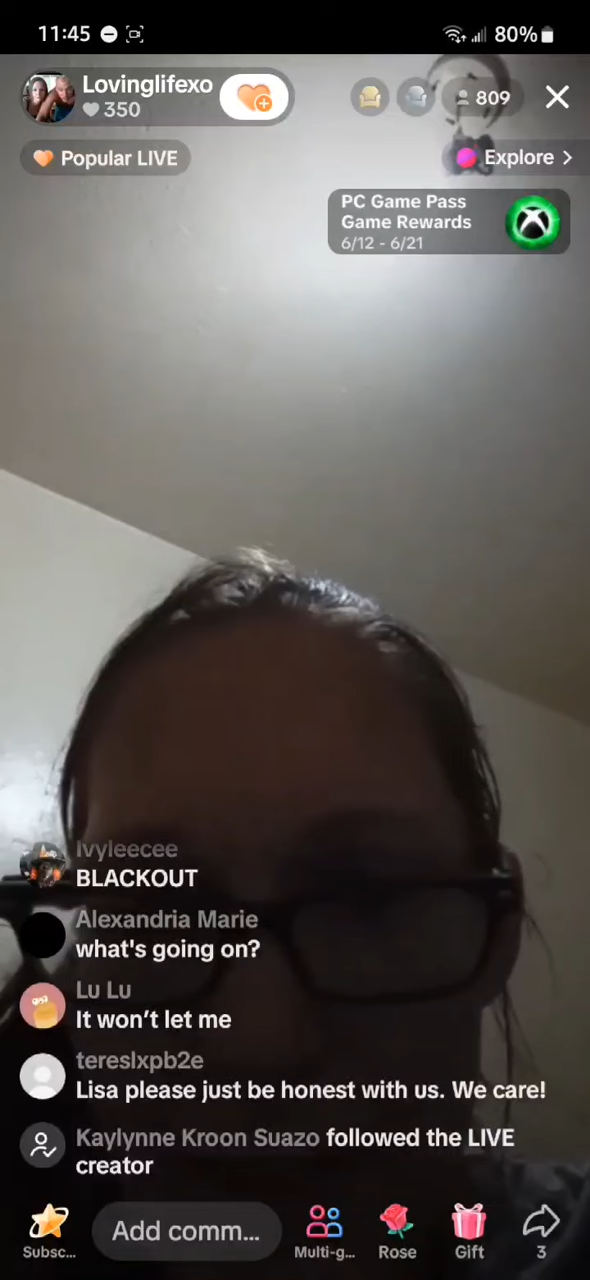 11:45
80%
Lovinglifexo
350
809
Popular LIVE
Explore >
PC Game Pass
Game Rewards
6/12 - 6/21
Ivyleecee
BLACKOUT
Alexandria Marie
what's going on?
Lu Lu
It won't let me
tereslxpb2e
Lisa please just be honest with us. We care!
Kaylynne Kroon Suazo followed the LIVE
creator
Add comm...
Subsc...
Multi-g...
Rose
Gift
3